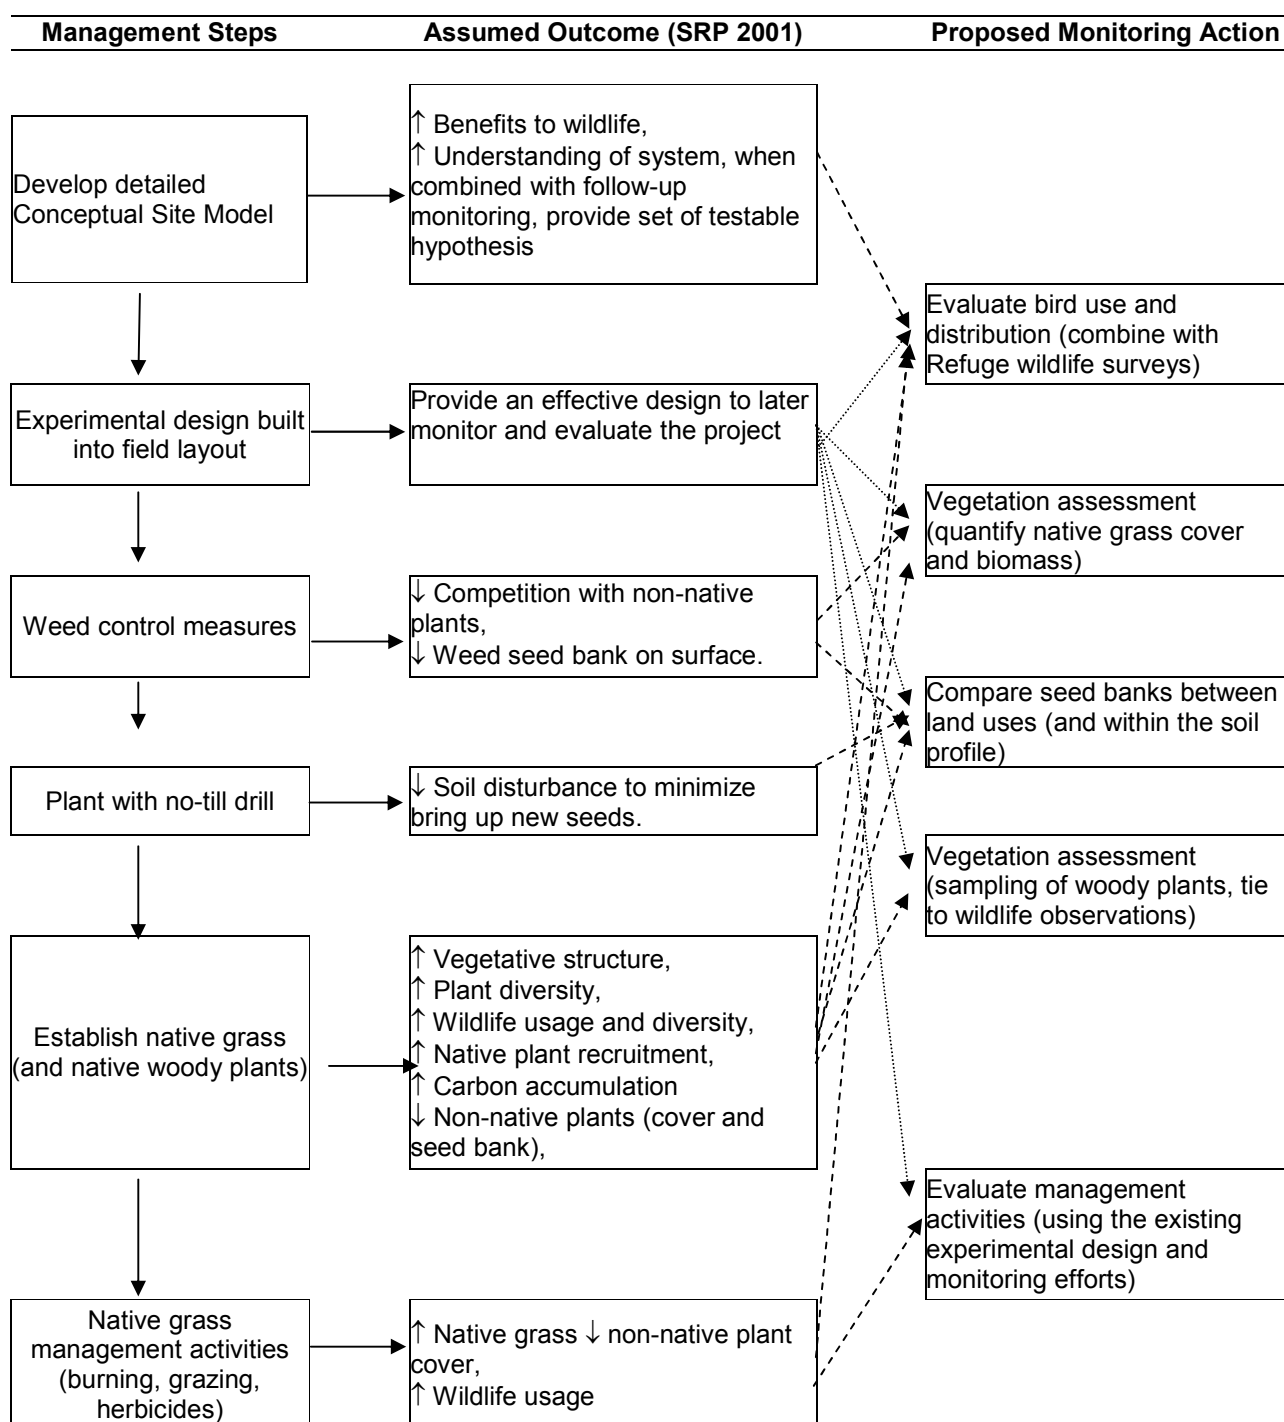 Management Steps
Assumed Outcome (SRP 2001)
Proposed Monitoring Action
Develop detailed
Conceptual Site Model
↑ Benefits to wildlife,
↑ Understanding of system, when
combined with follow-up
monitoring, provide set of testable
hypothesis
Evaluate bird use and
distribution (combine with
Refuge wildlife surveys)
Experimental design built
into field layout
Provide an effective design to later
monitor and evaluate the project
Vegetation assessment
(quantify native grass cover
and biomass)
Weed control measures
↓ Competition with non-native
plants,
↓ Weed seed bank on surface.
Compare seed banks between
land uses (and within the soil
profile)
Plant with no-till drill
↓ Soil disturbance to minimize
bring up new seeds.
Vegetation assessment
(sampling of woody plants, tie
to wildlife observations)
Establish native grass
(and native woody plants)
↑ Vegetative structure,
↑ Plant diversity,
↑ Wildlife usage and diversity,
↑ Native plant recruitment,
↑ Carbon accumulation
↓ Non-native plants (cover and
seed bank),
Evaluate management
activities (using the existing
experimental design and
monitoring efforts)
Native grass
management activities
(burning, grazing,
herbicides)
↑ Native grass ↓ non-native plant
cover,
↑ Wildlife usage